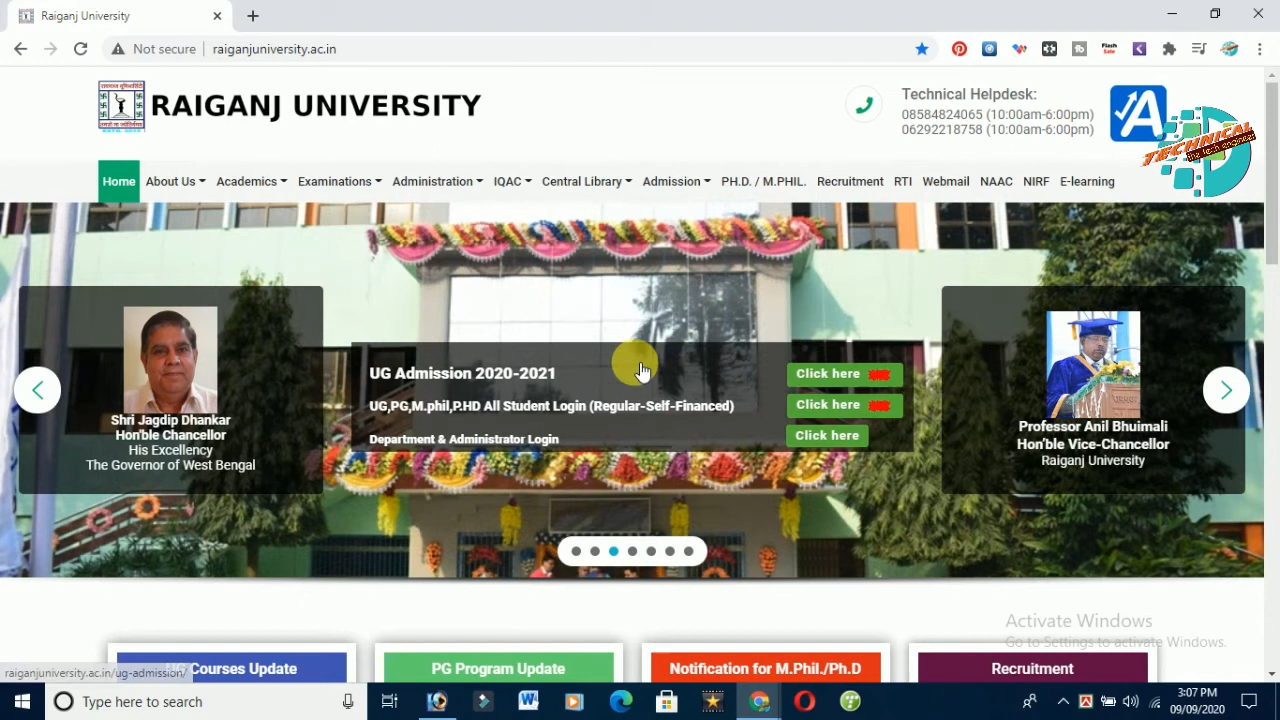 Raiganj University
Not secure
raiganjuniversity.ac.in
Flash
Sale
RAIGANJ UNIVERSITY
Technical Helpdesk:
08584824065 (10:00am-6:00pm)
06292218758 (10:00am-6:00pm)
A
TECHNICAL
the tech engineer
Home
About Us
Academics
Examinations
Administration
IQAC
Central Library
Admission
PH.D. / M.PHIL.
Recruitment
RTI
Webmail
NAAC
NIRF
E-learning
Shri Jagdip Dhankar
Hon'ble Chancellor
His Excellency
The Governor of West Bengal
UG Admission 2020-2021
Click here
UG,PG,M.phil,P.HD All Student Login (Regular-Self-Financed)
Click here
Department & Administrator Login
Click here
Professor Anil Bhuimali
Hon'ble Vice-Chancellor
Raiganj University
Activate Windows
Go to Settings to activate Windows.
Courses Update
PG Program Update
Notification for M.Phil./Ph.D
Recruitment
raiganjuniversity.ac.in/ug-admission/
Type here to search
3:07 PM
09/09/2020